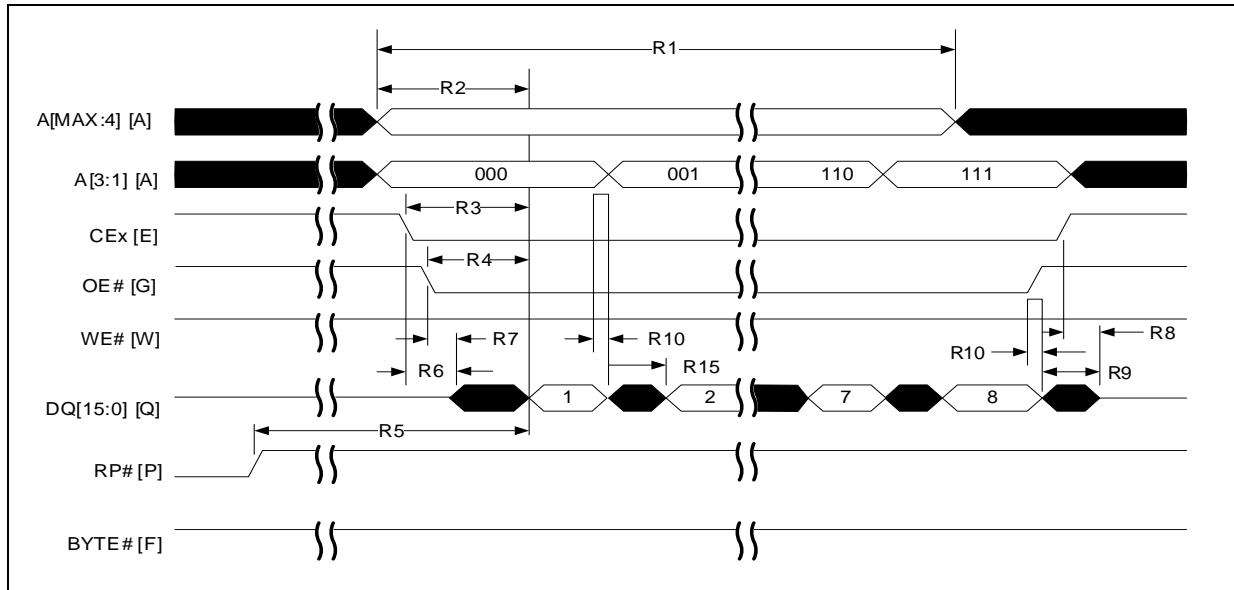 R1
R2
A[MAX:4] [A]
A[3:1] [A] 000 001 110 111
R3
CEx [E]
R4
OE# [G]
WE# [W]
R7 R10 R10 R8
R6 R15 R9
DQ[15:0] [Q] 1 2 7 8
R5
RP# [P]
BYTE# [F]